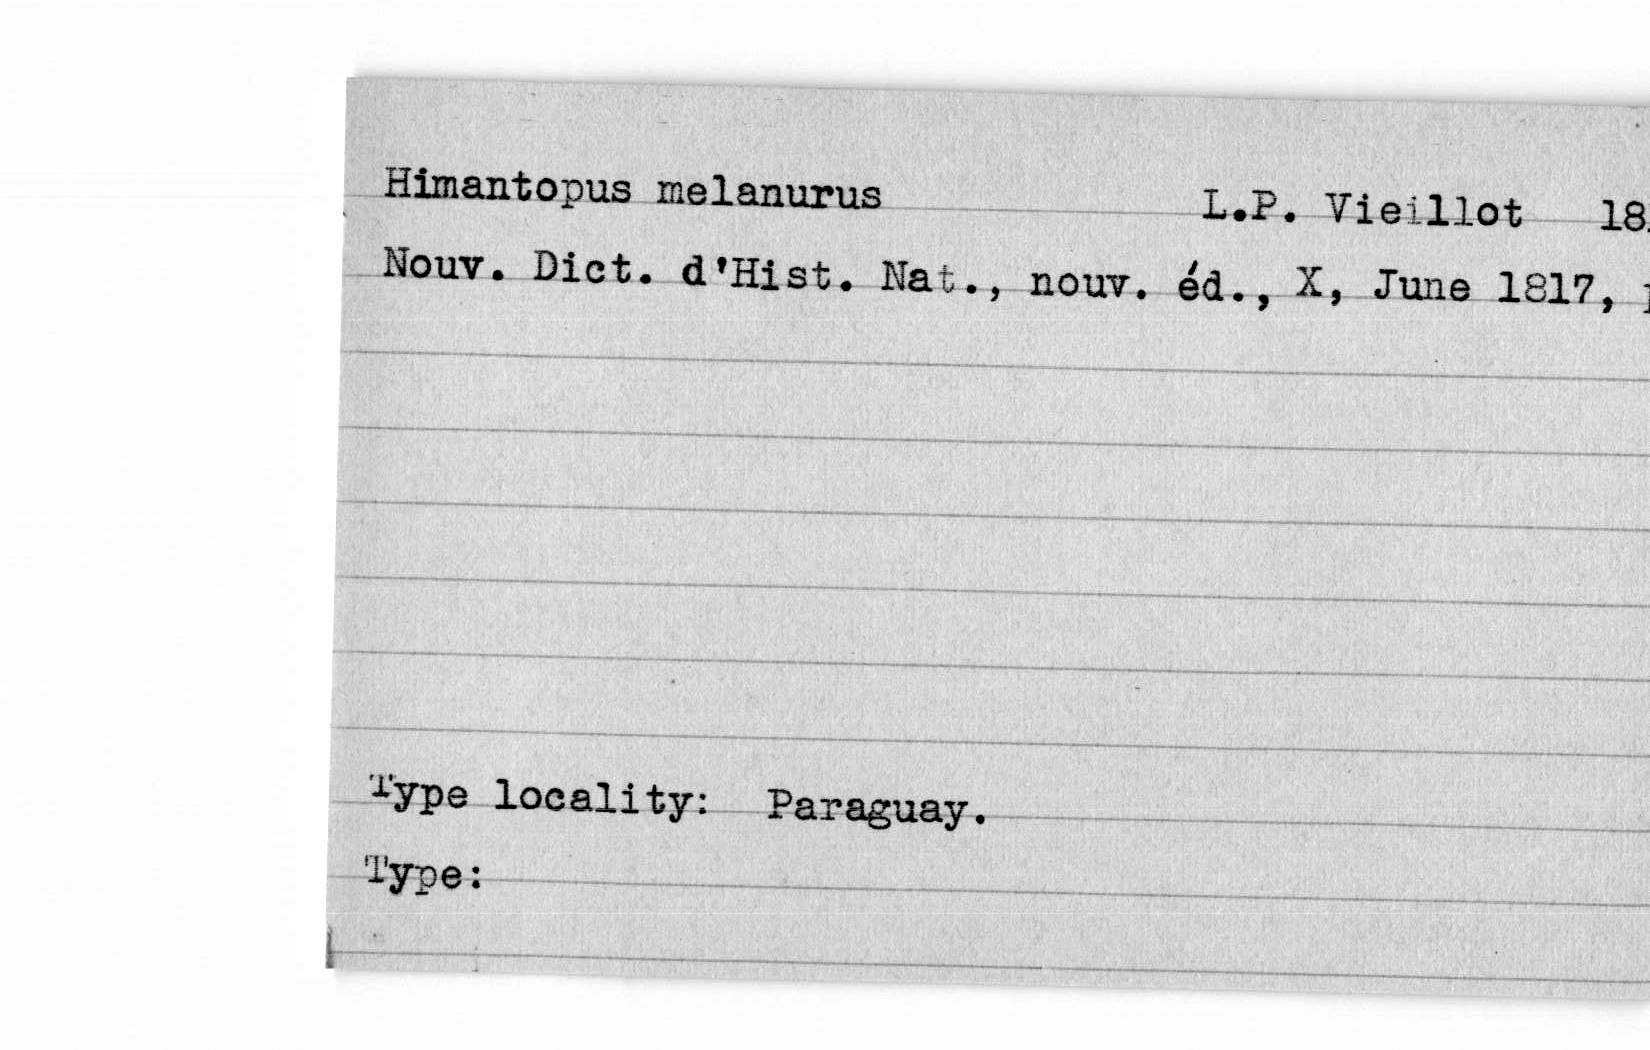 Himantopus melanurus L.P. Vieillot
Nouv. Dict. d'Hist. Nat., nouv. éd., X, June 1817,
Type locality: Paraguay.
Type: